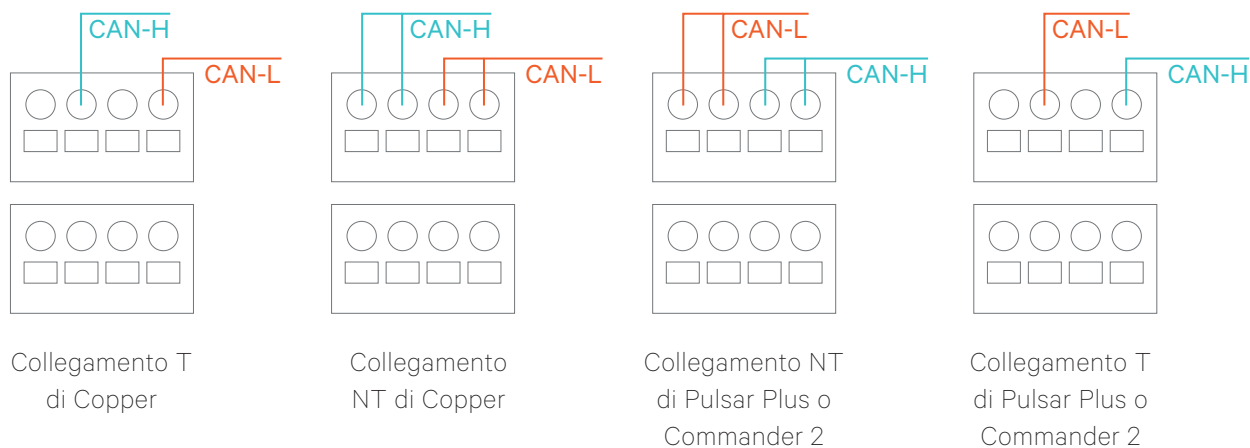 CAN-H
CAN-L
CAN-H
CAN-L
CAN-L
CAN-H
CAN-L
CAN-H
Collegamento T
di Copper
Collegamento
NT di Copper
Collegamento NT
di Pulsar Plus o
Commander 2
Collegamento T
di Pulsar Plus o
Commander 2